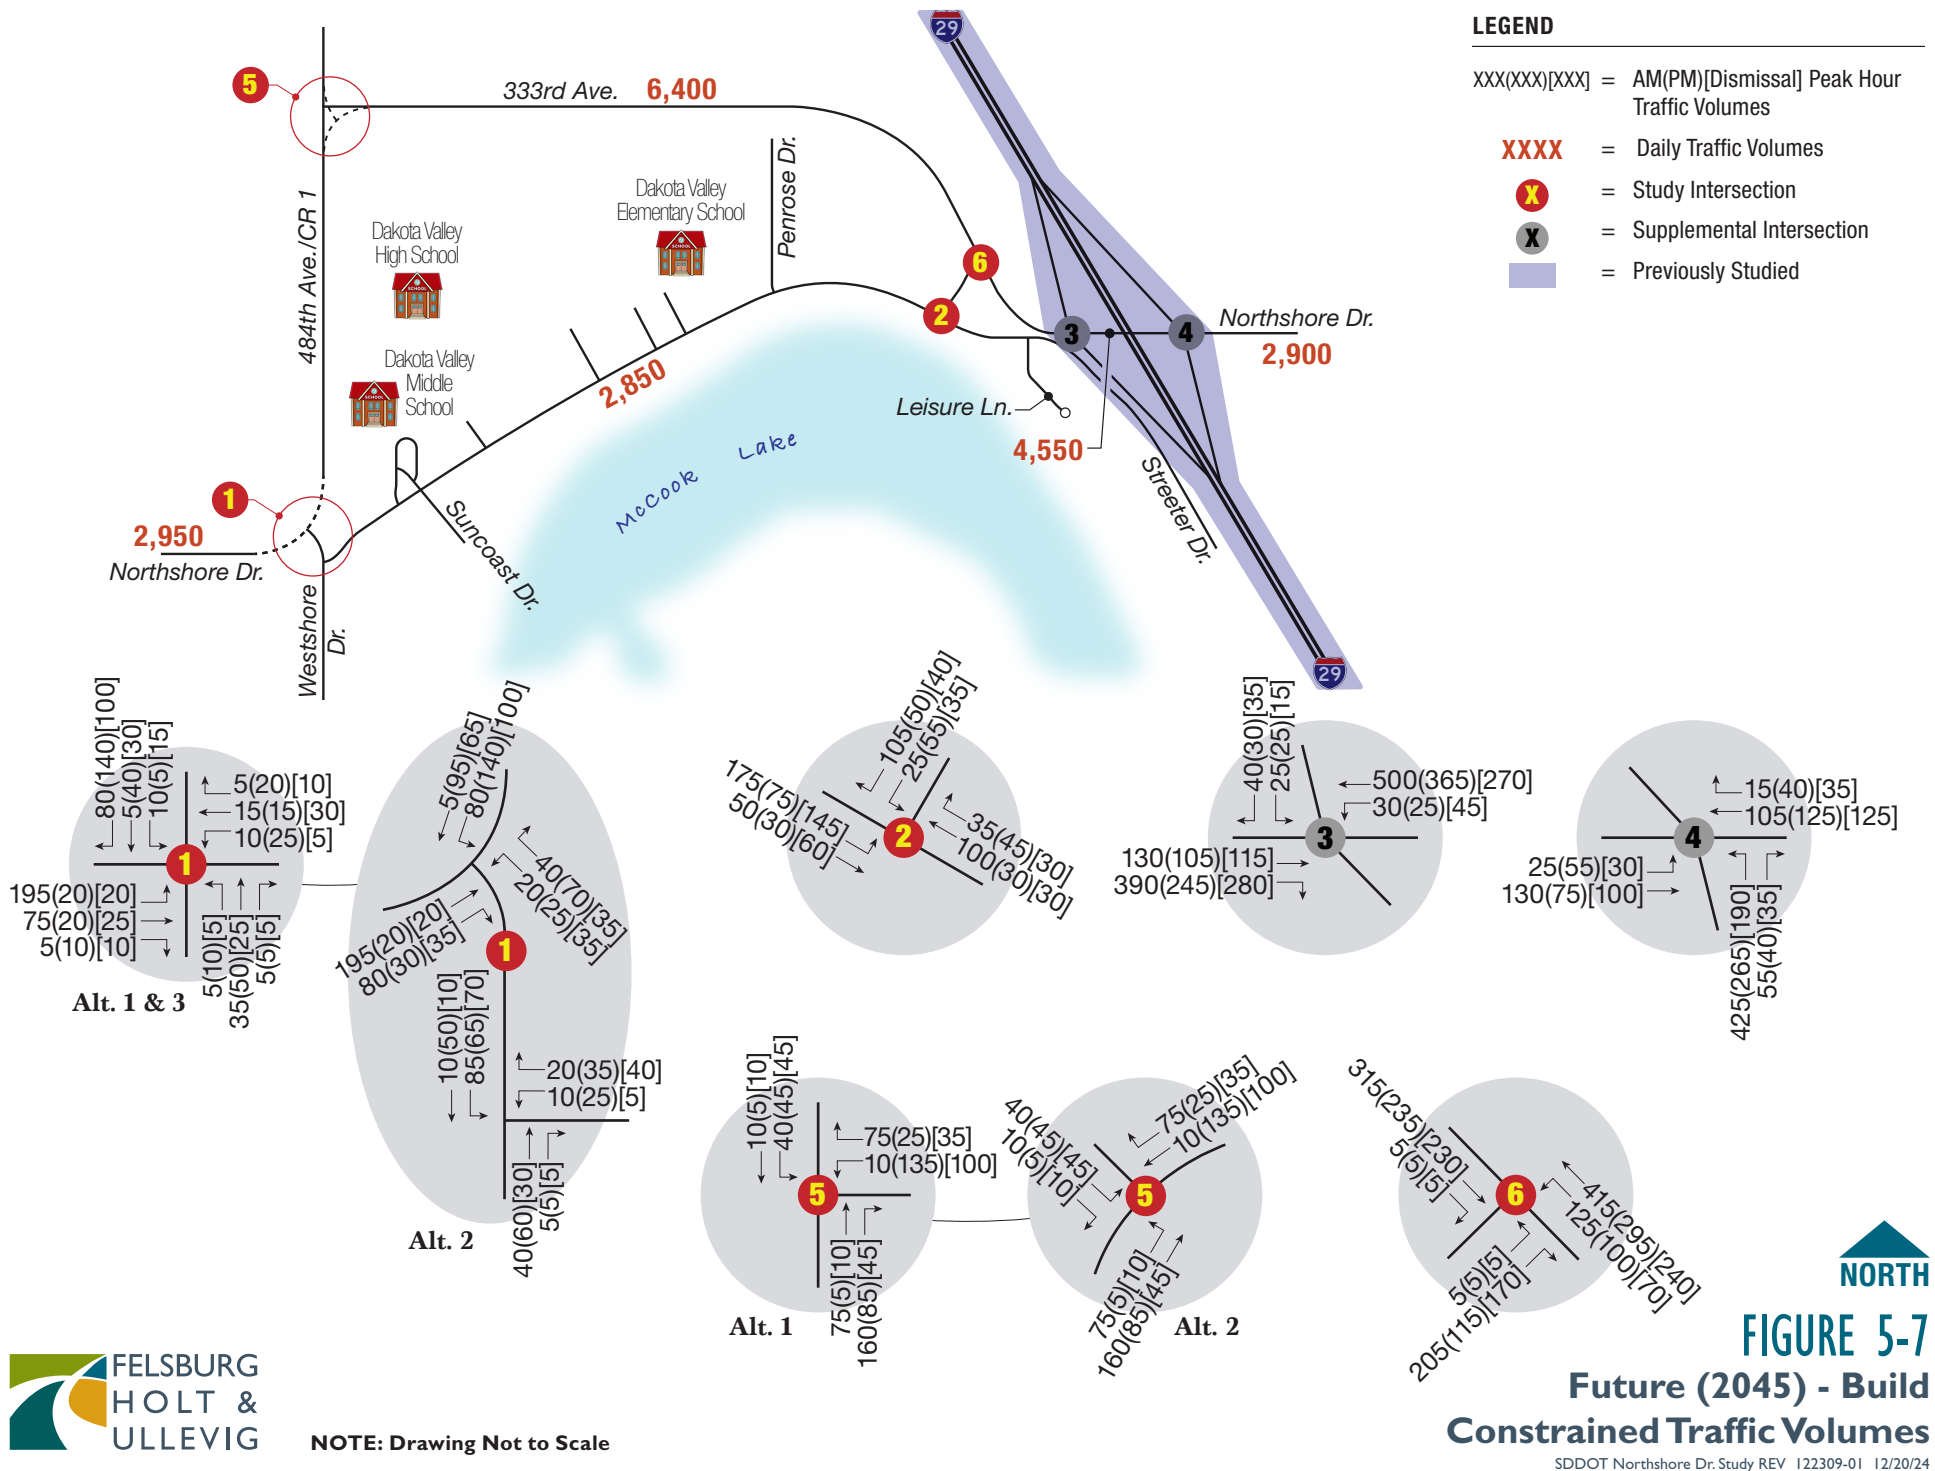 29
LEGEND
XXX(XXX)[XXX] = AM(PM)[Dismissal] Peak Hour
Traffic Volumes
XXXX = Daily Traffic Volumes
X = Study Intersection
X = Supplemental Intersection
= Previously Studied
5
333rd Ave. 6,400
484th Ave./CR 1
Penrose Dr.
Dakota Valley
Elementary School
SCHOOL
Dakota Valley
High School
SCHOOL
Dakota Valley
Middle
School
SCHOOL
6
2
3
4
Northshore Dr.
2,900
2,850
Leisure Ln.
4,550
McCook Lake
Streeter Dr.
Suncoast Dr.
1
2,950
Northshore Dr.
Westshore
Dr.
29
80(140)[100]
5(40)[30]
10(5)[15]
5(20)[10]
15(15)[30]
10(25)[5]
1
195(20)[20]
75(20)[25]
5(10)[10]
5(10)[5]
35(50)[25]
5(5)[5]
Alt. 1 & 3
5(95)[65]
80(140)[100]
40(70)[35]
20(25)[35]
195(20)[20]
80(30)[35]
1
10(50)[10]
85(65)[70]
20(35)[40]
10(25)[5]
40(60)[30]
5(5)[5]
Alt. 2
105(50)[40]
25(55)[35]
175(75)[145]
50(30)[60]
2
35(45)[30]
100(30)[30]
40(30)[35]
25(25)[15]
500(365)[270]
30(25)[45]
3
130(105)[115]
390(245)[280]
15(40)[35]
105(125)[125]
4
25(55)[30]
130(75)[100]
425(265)[190]
55(40)[35]
10(5)[10]
40(45)[45]
75(25)[35]
10(135)[100]
5
75(5)[10]
160(85)[45]
Alt. 1
40(45)[45]
10(5)[10]
75(25)[35]
10(135)[100]
5
75(5)[10]
160(85)[45]
Alt. 2
315(235)[230]
5(5)[5]
6
415(295)[240]
125(100)[70]
5(5)[5]
205(115)[170]
NORTH
FIGURE 5-7
Future (2045) - Build
Constrained Traffic Volumes
SDDOT Northshore Dr. Study REV 122309-01 12/20/24
FELSBURG
HOLT &
ULLEVIG
NOTE: Drawing Not to Scale